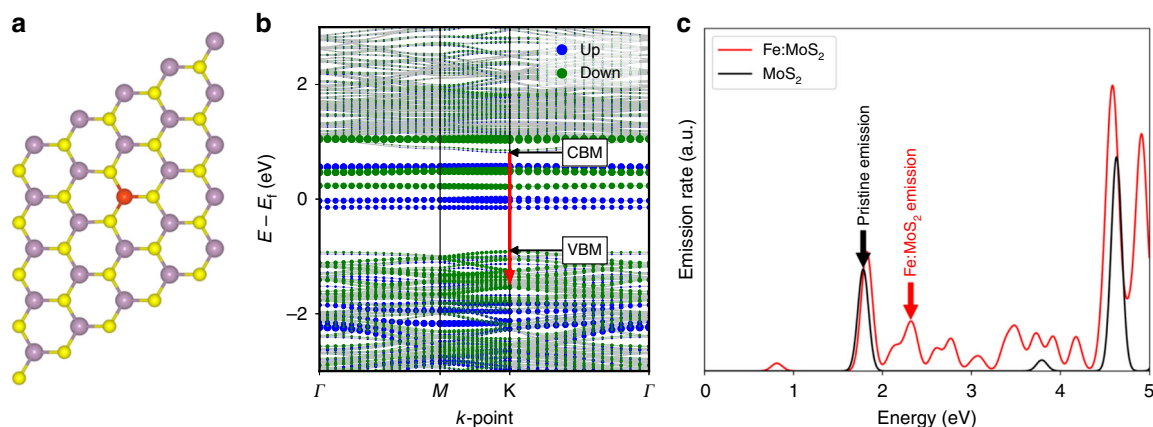 a
b
Up
Down
CBM
VBM
2
0
−2
E − Ef (eV)
Γ
M
K
Γ
k-point
c
Fe:MoS2
MoS2
Pristine emission
Fe:MoS2 emission
Emission rate (a.u.)
0 1 2 3 4 5
Energy (eV)